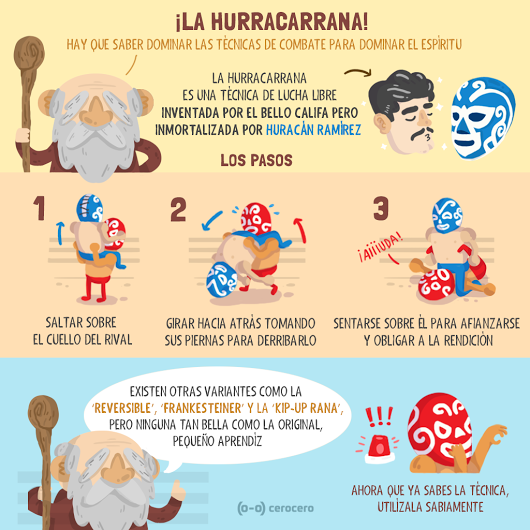 ¡LA HURRACARRANA!
HAY QUE SABER DOMINAR LAS TÉCNICAS DE COMBATE PARA DOMINAR EL ESPÍRITU
LA HURRACARRANA
ES UNA TÉCNICA DE LUCHA LIBRE
INVENTADA POR EL BELLO CALIFA PERO
INMORTALIZADA POR HURACÁN RAMÍREZ
LOS PASOS
1
SALTAR SOBRE
EL CUELLO DEL RIVAL
2
GIRAR HACIA ATRÁS TOMANDO
SUS PIERNAS PARA DERRIBARLO
3
¡AIIIUDA!
SENTARSE SOBRE ÉL PARA AFIANZARSE
Y OBLIGAR A LA RENDICIÓN
EXISTEN OTRAS VARIANTES COMO LA
'REVERSIBLE', 'FRANKESTEINER' Y LA 'KIP-UP RANA',
PERO NINGUNA TAN BELLA COMO LA ORIGINAL,
PEQUEÑO APRENDÍZ
!!!
AHORA QUE YA SABES LA TÉCNICA,
UTILÍZALA SABIAMENTE
(o-o) cerocero